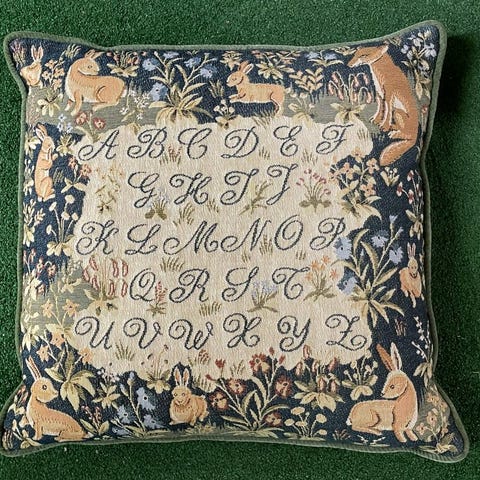 A B C D E F
G H I J
K L M N O P
Q R S T
U V W X Y Z